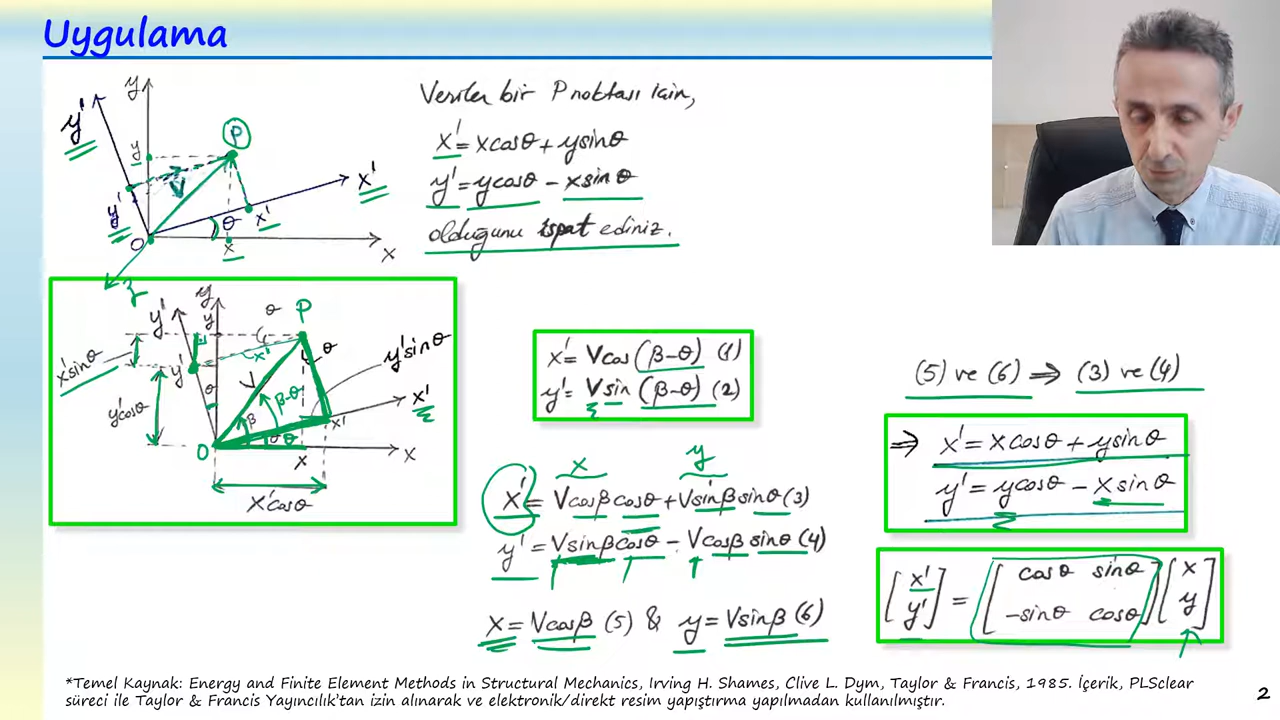 Uygulama
y
y'
P
y
V
x'
y'
θ
x'
O
x
x
z
Verilen bir P noktası için,
x' = xcosθ + ysinθ
y' = ycosθ - xsinθ
olduğunu ispat ediniz.
y
P
y'
y
θ
x'sinθ
x'
θ
y'sinθ
y'
V
θ
y'cosθ
β
β-θ
x'
x'
θ
O
x
x
x'cosθ
x' = Vcos(β-θ) (1)
y' = Vsin(β-θ) (2)
x y
x' = Vcosβcosθ + Vsinβsinθ (3)
y' = Vsinβcosθ - Vcosβsinθ (4)
x = Vcosβ (5) & y = Vsinβ (6)
(5) ve (6) ⇒ (3) ve (4)
⇒ x' = xcosθ + ysinθ
y' = ycosθ - xsinθ
[x' y'] = [cosθ sinθ -sinθ cosθ] [x y]
*Temel Kaynak: Energy and Finite Element Methods in Structural Mechanics, Irving H. Shames, Clive L. Dym, Taylor & Francis, 1985. İçerik, PLSclear
süreci ile Taylor & Francis Yayıncılık'tan izin alınarak ve elektronik/direkt resim yapıştırma yapılmadan kullanılmıştır.
2